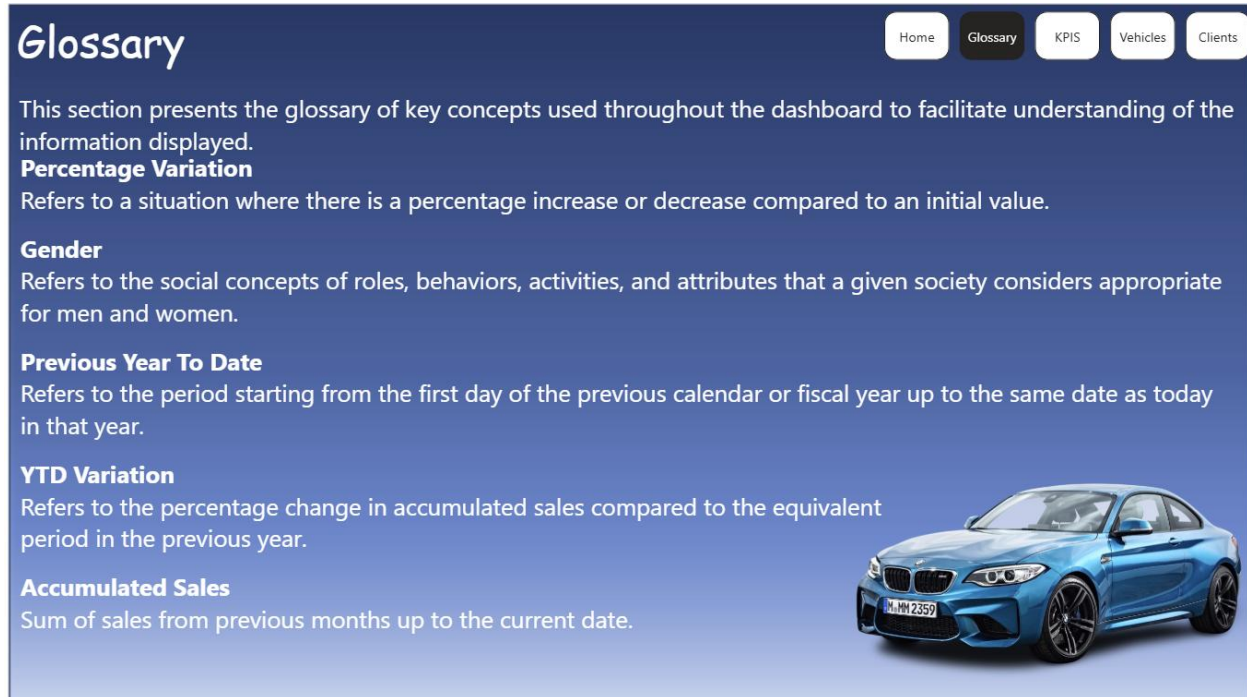 Glossary
Home
Glossary
KPIS
Vehicles
Clients
This section presents the glossary of key concepts used throughout the dashboard to facilitate understanding of the
information displayed.
Percentage Variation
Refers to a situation where there is a percentage increase or decrease compared to an initial value.
Gender
Refers to the social concepts of roles, behaviors, activities, and attributes that a given society considers appropriate
for men and women.
Previous Year To Date
Refers to the period starting from the first day of the previous calendar or fiscal year up to the same date as today
in that year.
YTD Variation
Refers to the percentage change in accumulated sales compared to the equivalent
period in the previous year.
Accumulated Sales
Sum of sales from previous months up to the current date.
M MM 2359